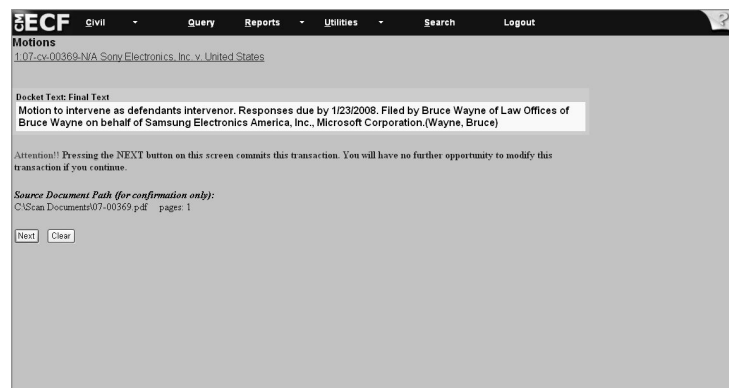 CM ECF Civil Query Reports Utilities Search Logout ?
Motions
1:07-cv-00369-N/A Sony Electronics, Inc. v. United States
Docket Text: Final Text
Motion to intervene as defendants intervenor. Responses due by 1/23/2008. Filed by Bruce Wayne of Law Offices of
Bruce Wayne on behalf of Samsung Electronics America, Inc., Microsoft Corporation.(Wayne, Bruce)
Attention!! Pressing the NEXT button on this screen commits this transaction. You will have no further opportunity to modify this
transaction if you continue.
Source Document Path (for confirmation only):
C:\Scan Documents\07-00369.pdf pages: 1
Next Clear